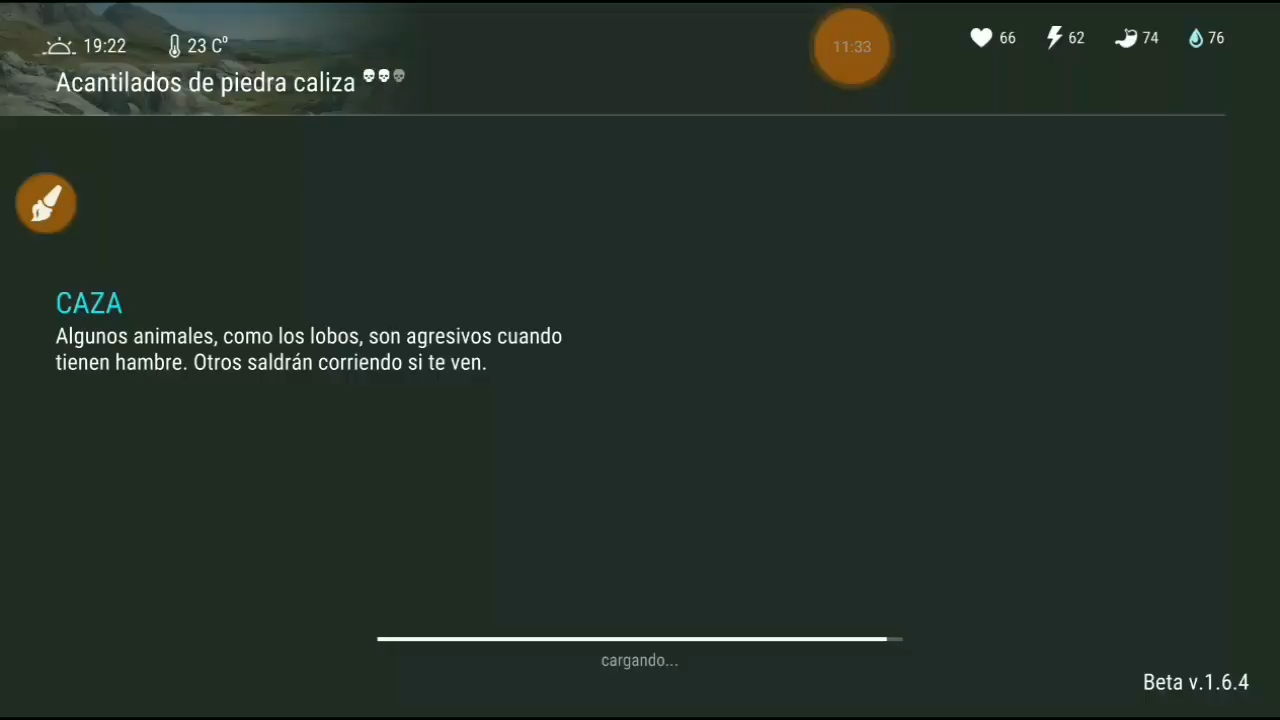 19:22 23 Cº
11:33
66 62 74 76
Acantilados de piedra caliza
CAZA
Algunos animales, como los lobos, son agresivos cuando
tienen hambre. Otros saldrán corriendo si te ven.
cargando...
Beta v.1.6.4